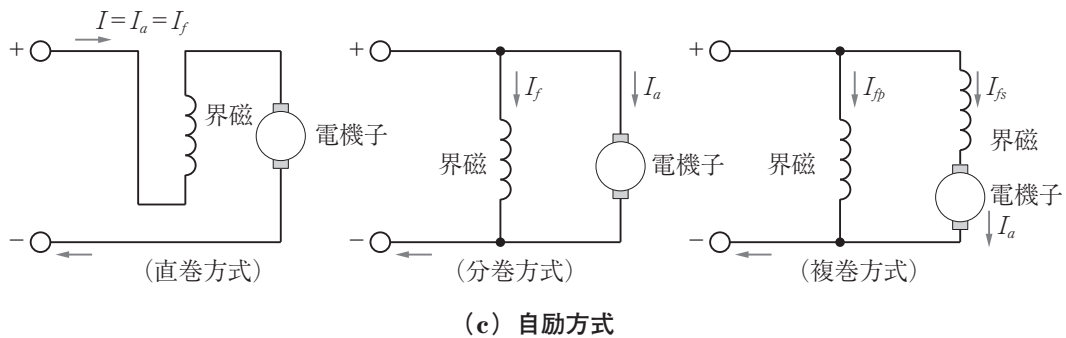 I=Ia=If
+
界磁
電機子
−
(直巻方式)
+
If
Ia
界磁
電機子
−
(分巻方式)
+
Ifp
Ifs
界磁
界磁
電機子
Ia
−
(複巻方式)
(c) 自励方式